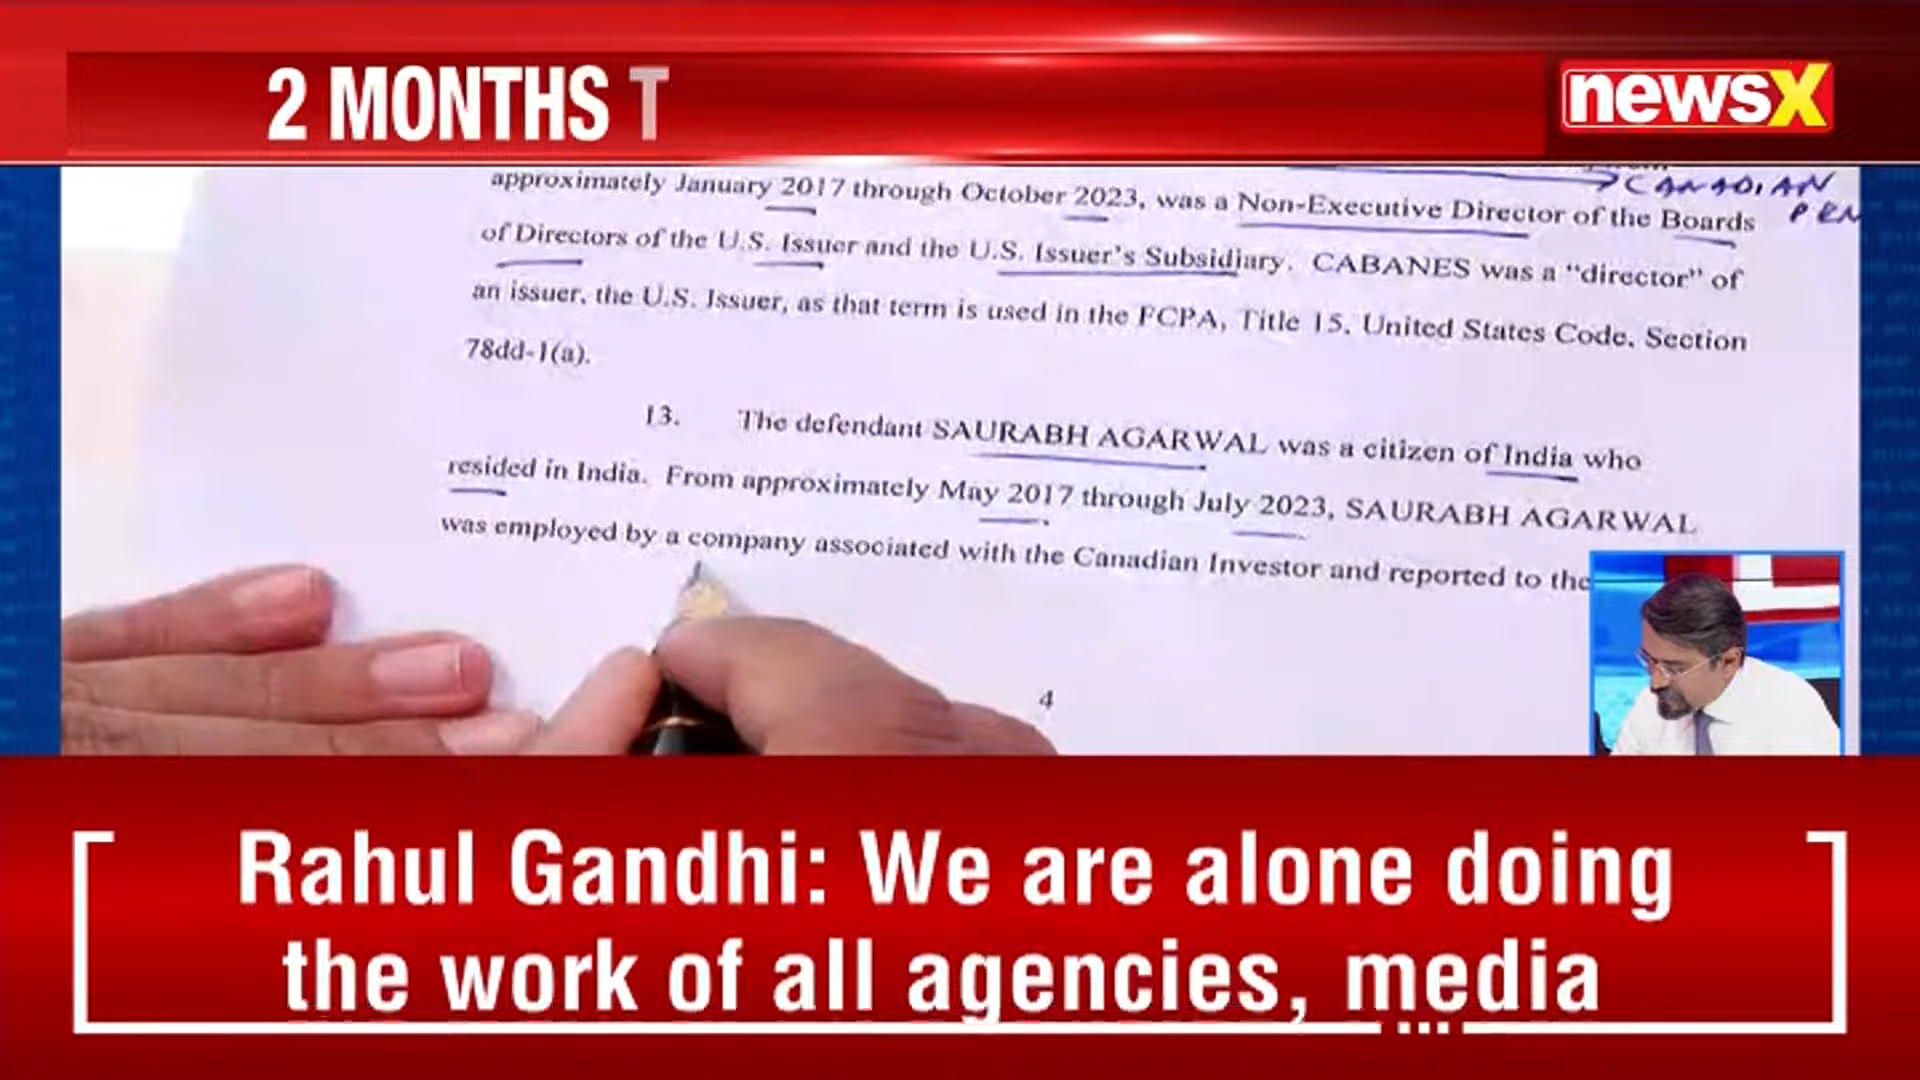 2 MONTHS T
newsX
CANADIAN
approximately January 2017 through October 2023, was a Non-Executive Director of the Boards
of Directors of the U.S. Issuer and the U.S. Issuer's Subsidiary. CABANES was a "director" of
an issuer, the U.S. Issuer, as that term is used in the FCPA, Title 15, United States Code, Section
78dd-1(a).
13. The defendant SAURABH AGARWAL was a citizen of India who
resided in India. From approximately May 2017 through July 2023, SAURABH AGARWAL
was employed by a company associated with the Canadian Investor and reported to the
4
Rahul Gandhi: We are alone doing
the work of all agencies, media